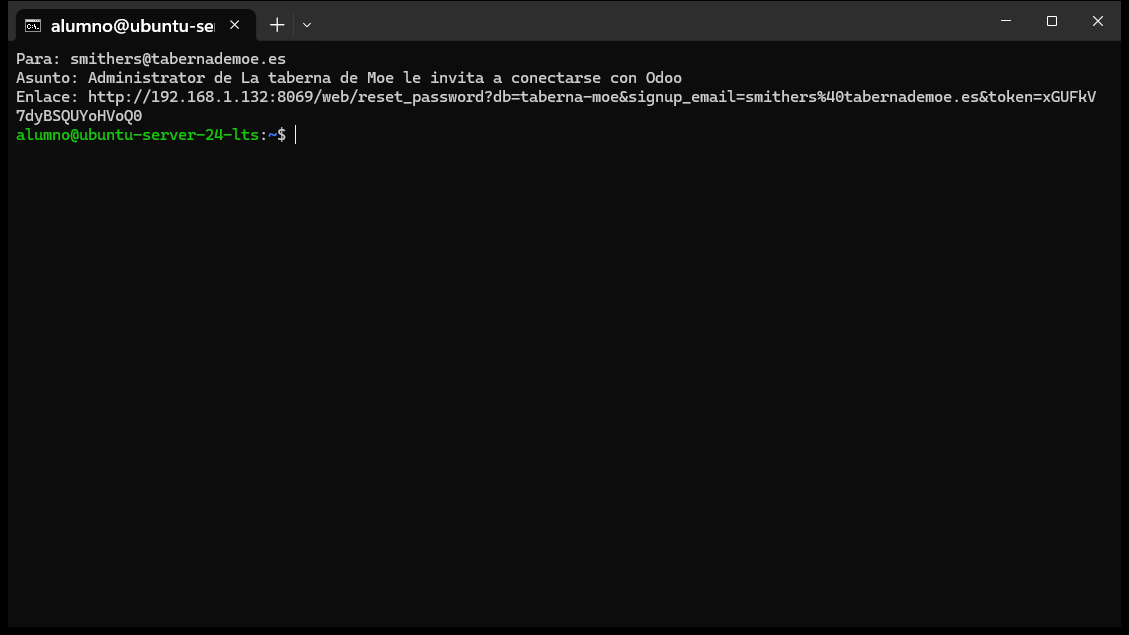 alumno@ubuntu-se
Para: smithers@tabernademoe.es
Asunto: Administrator de La taberna de Moe le invita a conectarse con Odoo
Enlace: http://192.168.1.132:8069/web/reset_password?db=taberna-moe&signup_email=smithers%40tabernademoe.es&token=xGUFkV
7dyBSQUYoHVoQ0
alumno@ubuntu-server-24-lts:~$